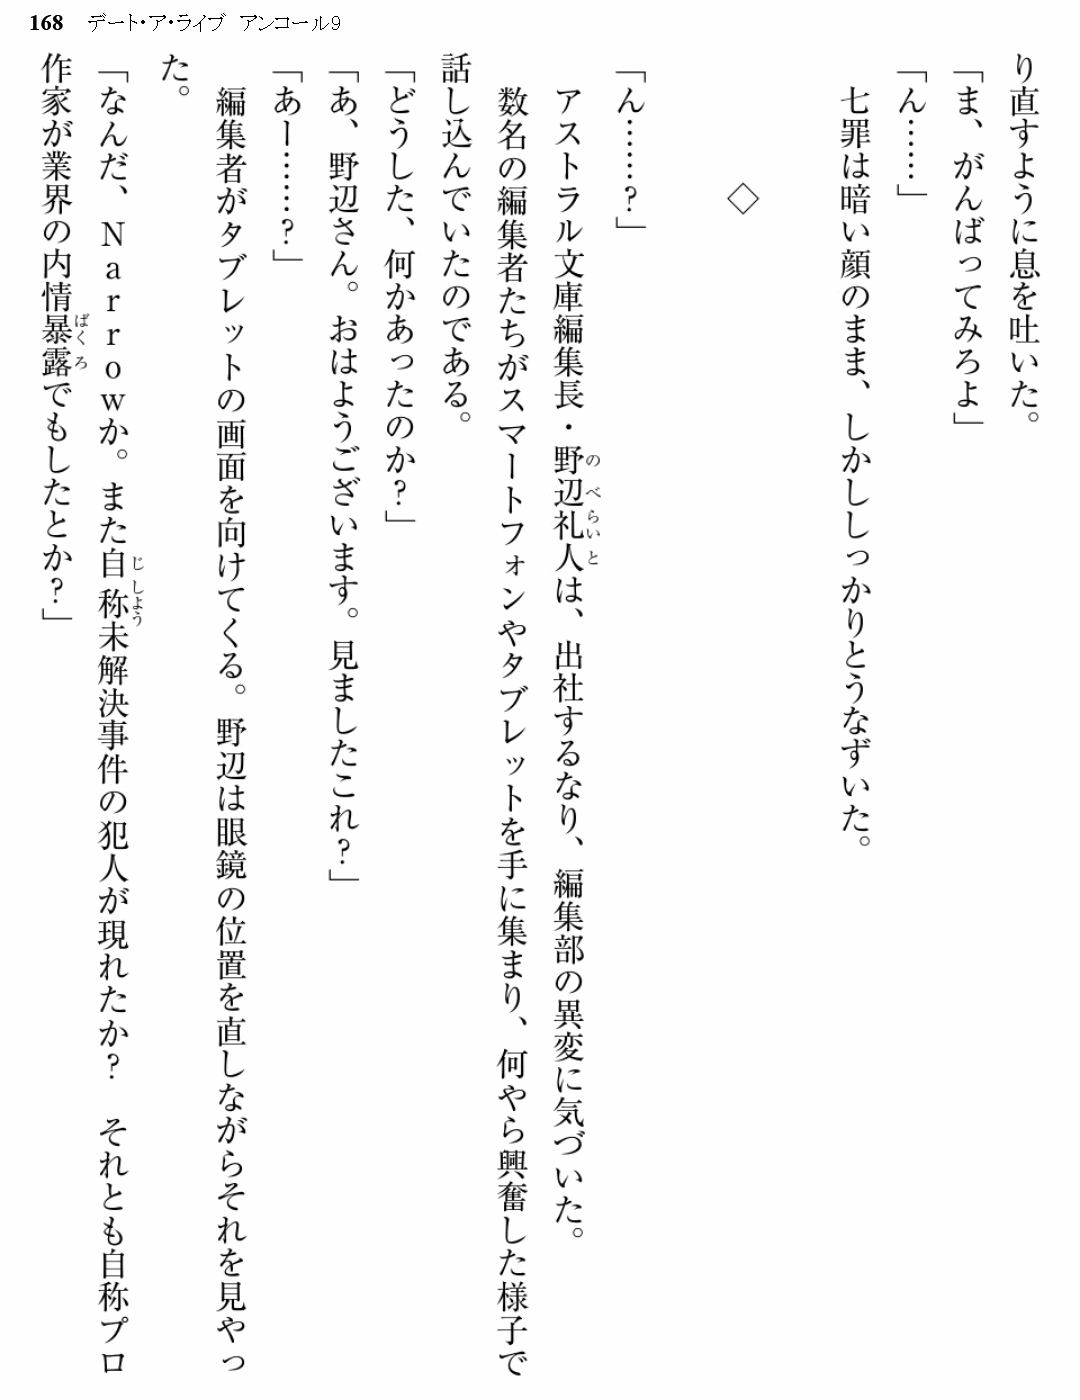 168 デート・ア・ライブ アンコール9
り直すように息を吐いた。
「ま、がんばってみろよ」
「ん……」
七罪は暗い顔のまま、しかししっかりとうなずいた。
◇
「ん……?」
アストラル文庫編集長・野辺礼人は、出社するなり、編集部の異変に気づいた。
のべらいと
数名の編集者たちがスマートフォンやタブレットを手に集まり、何やら興奮した様子で
話し込んでいたのである。
「どうした、何かあったのか?」
「あ、野辺さん。おはようございます。見ましたこれ?」
「あー……?」
編集者がタブレットの画面を向けてくる。野辺は眼鏡の位置を直しながらそれを見やっ
た。
「なんだ、Narrowか。また自称未解決事件の犯人が現れたか? それとも自称プロ
じしょう
作家が業界の内情暴露でもしたとか?」
ばくろ